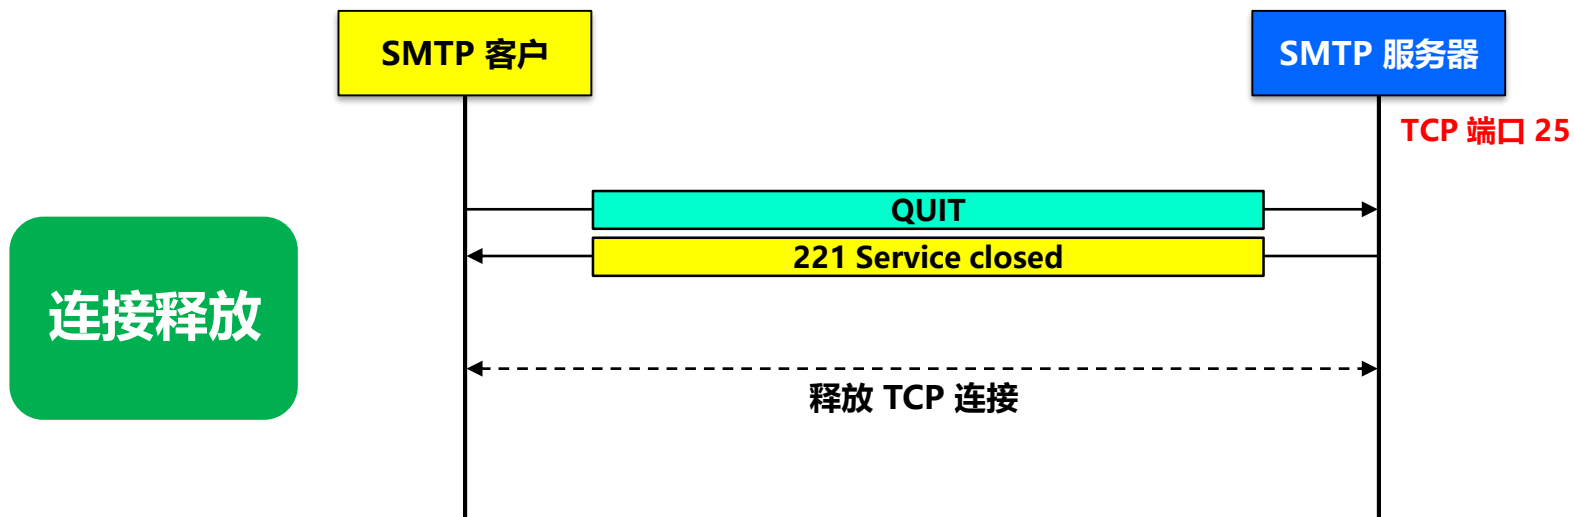 SMTP 客户
SMTP 服务器
TCP 端口 25
QUIT
221 Service closed
连接释放
释放 TCP 连接